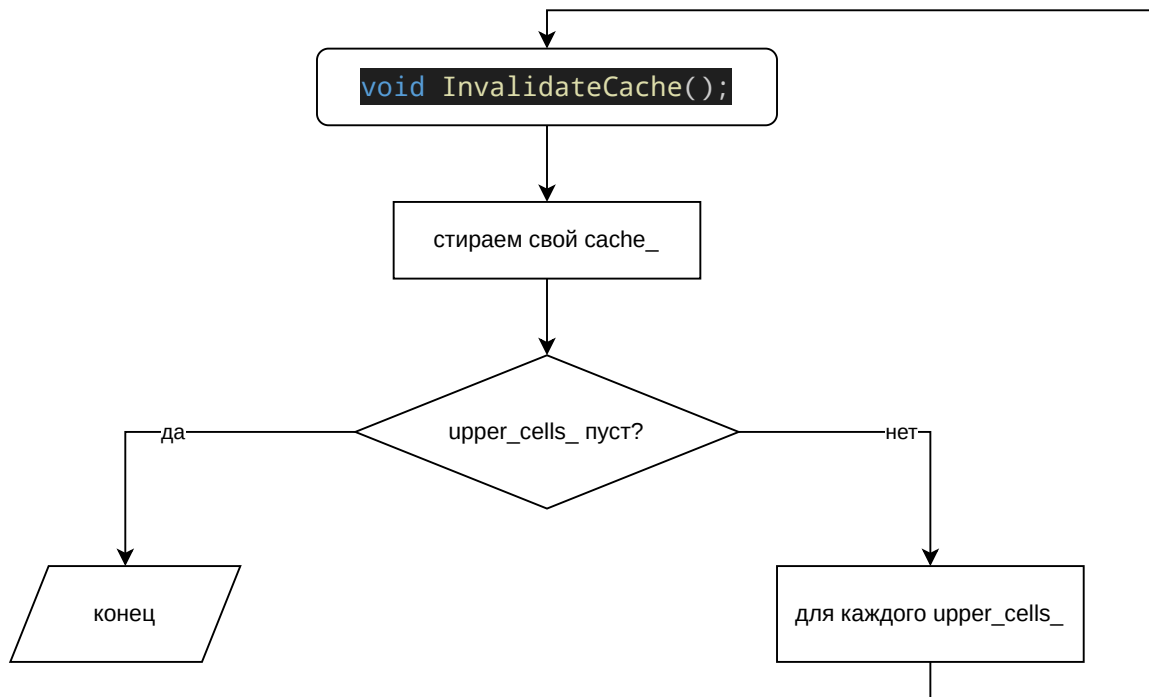 void InvalidateCache();
стираем свой cache_
upper_cells_ пуст?
да
нет
конец
для каждого upper_cells_